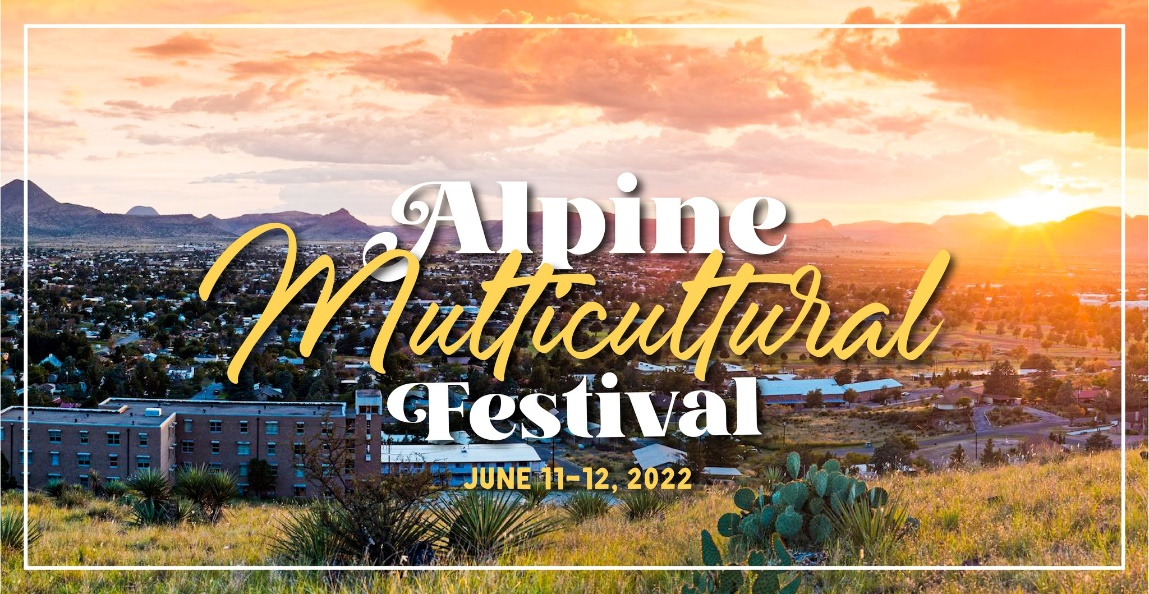 Alpine
Multicultural
Festival
JUNE 11-12, 2022